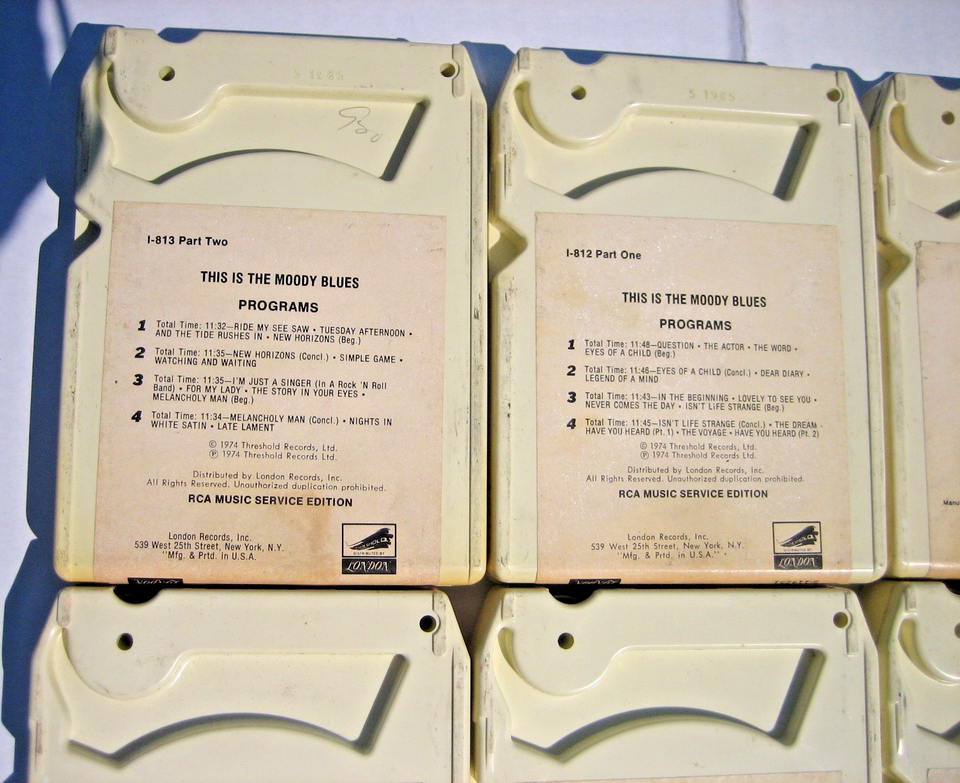 I-813 Part Two
THIS IS THE MOODY BLUES
PROGRAMS
1 Total Time: 11:32—RIDE MY SEE SAW • TUESDAY AFTERNOON •
AND THE TIDE RUSHES IN • NEW HORIZONS (Beg.)
2 Total Time: 11:35—NEW HORIZONS (Concl.) • SIMPLE GAME •
WATCHING AND WAITING
3 Total Time: 11:35—I'M JUST A SINGER (In A Rock 'N Roll
Band) • FOR MY LADY • THE STORY IN YOUR EYES •
MELANCHOLY MAN (Beg.)
4 Total Time: 11:34—MELANCHOLY MAN (Concl.) • NIGHTS IN
WHITE SATIN • LATE LAMENT
© 1974 Threshold Records, Ltd.
℗ 1974 Threshold Records, Ltd.
Distributed by London Records, Inc.
All Rights Reserved. Unauthorized duplication prohibited.
RCA MUSIC SERVICE EDITION
London Records, Inc.
539 West 25th Street, New York, N.Y.
"Mfg. & Prtd. in U.S.A.
DISTRIBUTED BY
LONDON
S 1985
I-812 Part One
THIS IS THE MOODY BLUES
PROGRAMS
1 Total Time: 11:48—QUESTION • THE ACTOR • THE WORD •
EYES OF A CHILD (Beg.)
2 Total Time: 11:46—EYES OF A CHILD (Concl.) • DEAR DIARY •
LEGEND OF A MIND
3 Total Time: 11:43—IN THE BEGINNING • LOVELY TO SEE YOU •
NEVER COMES THE DAY • ISN'T LIFE STRANGE (Beg.)
4 Total Time: 11:45—ISN'T LIFE STRANGE (Concl.) • THE DREAM •
HAVE YOU HEARD (Pt. 1) • THE VOYAGE • HAVE YOU HEARD (Pt. 2)
© 1974 Threshold Records, Ltd.
℗ 1974 Threshold Records, Ltd.
Distributed by London Records, Inc.
All Rights Reserved. Unauthorized duplication prohibited.
RCA MUSIC SERVICE EDITION
London Records, Inc.
539 West 25th Street, New York, N.Y.
"Mfg. & Prtd. in U.S.A."
DISTRIBUTED BY
LONDON
Manu